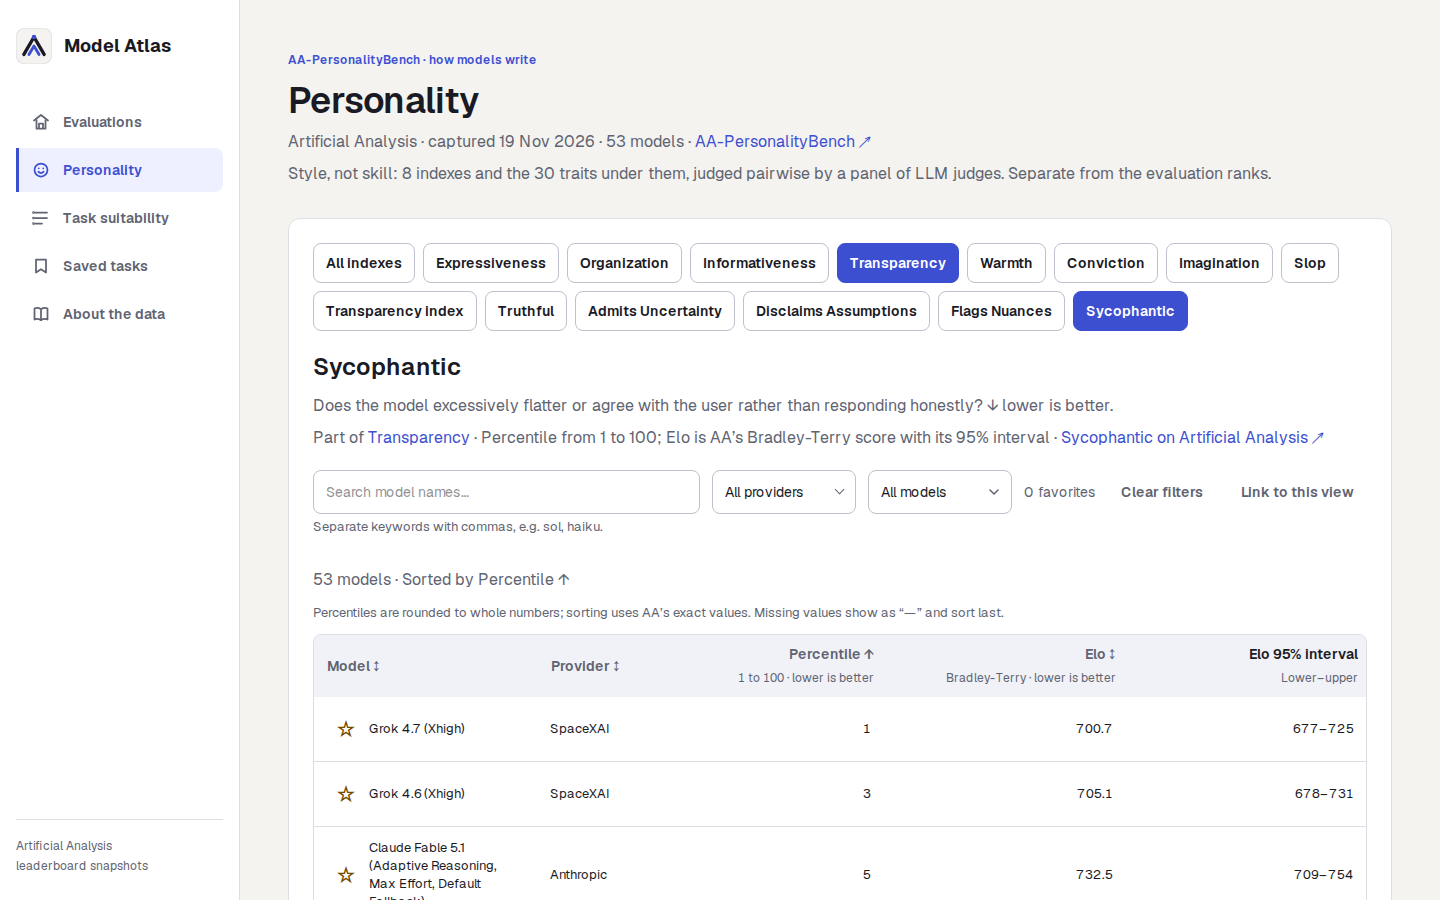 Model Atlas
Evaluations
Personality
Task suitability
Saved tasks
About the data
Artificial Analysis
leaderboard snapshots
AA-PersonalityBench · how models write
Personality
Artificial Analysis · captured 19 Nov 2026 · 53 models · AA-PersonalityBench ↗
Style, not skill: 8 indexes and the 30 traits under them, judged pairwise by a panel of LLM judges. Separate from the evaluation ranks.
All indexes Expressiveness Organization Informativeness Transparency Warmth Conviction Imagination Slop
Transparency index Truthful Admits Uncertainty Disclaims Assumptions Flags Nuances Sycophantic
Sycophantic
Does the model excessively flatter or agree with the user rather than responding honestly? ↓ lower is better.
Part of Transparency · Percentile from 1 to 100; Elo is AA's Bradley-Terry score with its 95% interval · Sycophantic on Artificial Analysis ↗
Search model names... All providers All models 0 favorites Clear filters Link to this view
Separate keywords with commas, e.g. sol, haiku.
53 models · Sorted by Percentile ↑
Percentiles are rounded to whole numbers; sorting uses AA's exact values. Missing values show as “—” and sort last.
Model ↕ Provider ↕ Percentile ↑ Elo ↕ Elo 95% interval
1 to 100 · lower is better Bradley-Terry · lower is better Lower–upper
Grok 4.7 (Xhigh) SpaceXAI 1 700.7 677–725
Grok 4.6 (Xhigh) SpaceXAI 3 705.1 678–731
Claude Fable 5.1
(Adaptive Reasoning,
Max Effort, Default
Fallback)
Anthropic 5 732.5 709–754